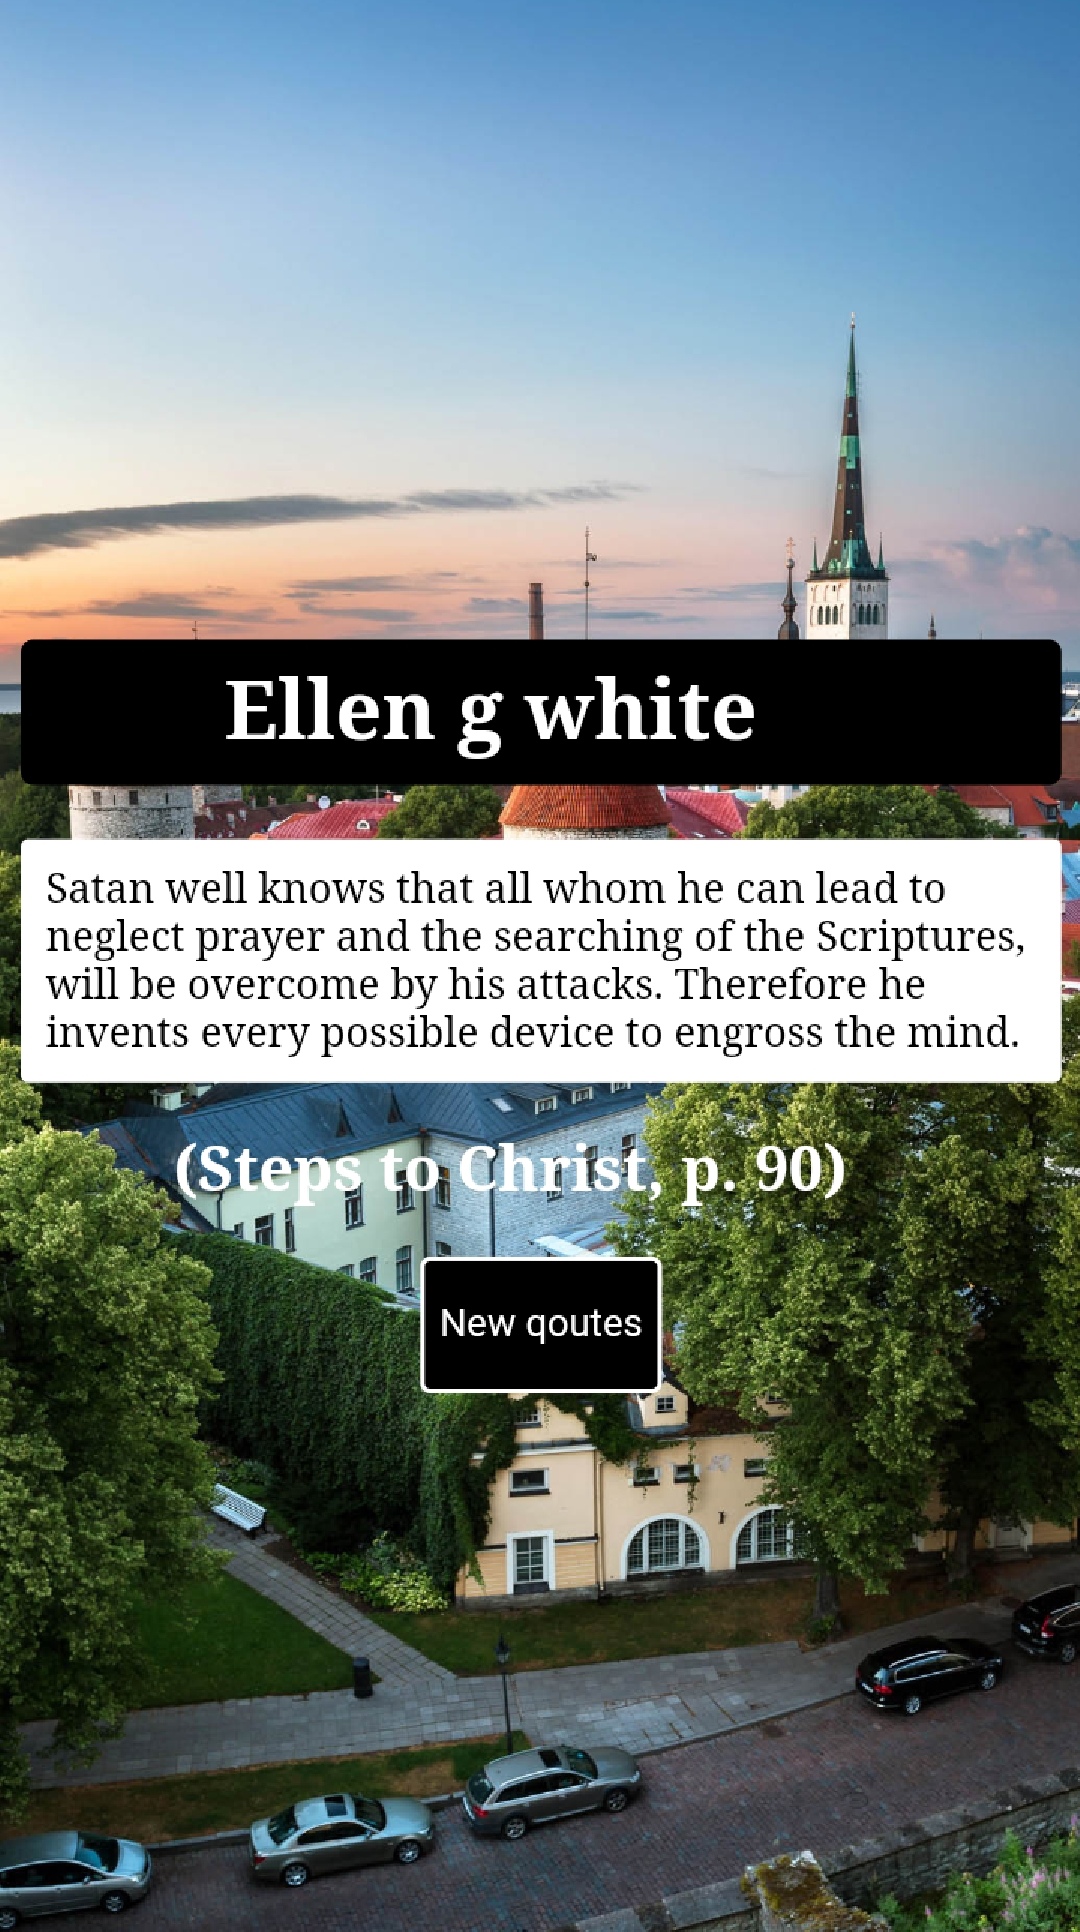 Ellen g white
Satan well knows that all whom he can lead to
neglect prayer and the searching of the Scriptures,
will be overcome by his attacks. Therefore he
invents every possible device to engross the mind.
(Steps to Christ, p. 90)
New qoutes